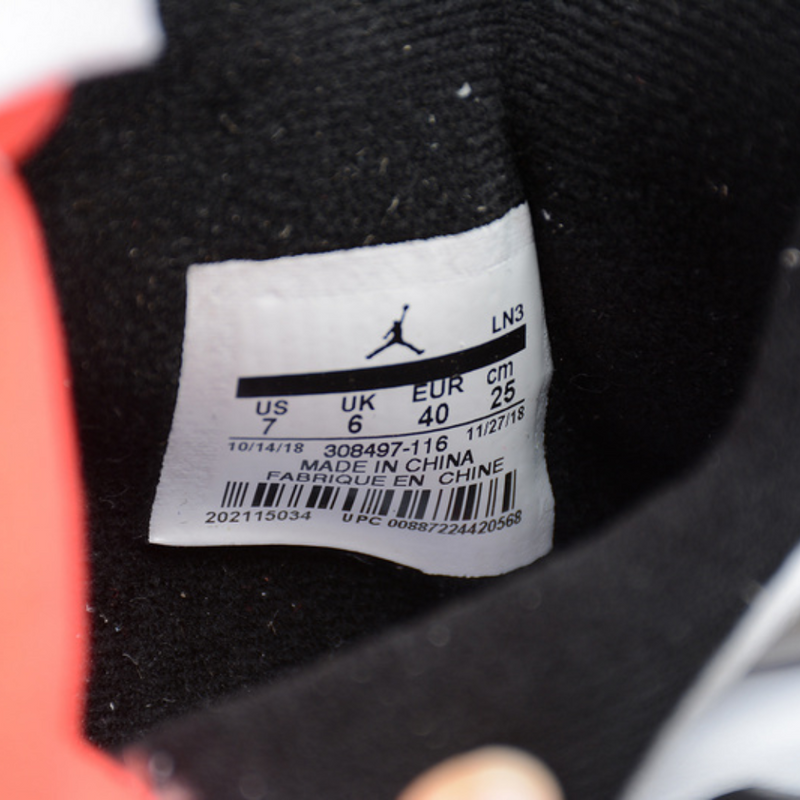 LN3
US UK EUR cm
7 6 40 25
10/14/18 308497-116 11/27/18
MADE IN CHINA
FABRIQUE EN CHINE
202115034 UPC 00887224420568